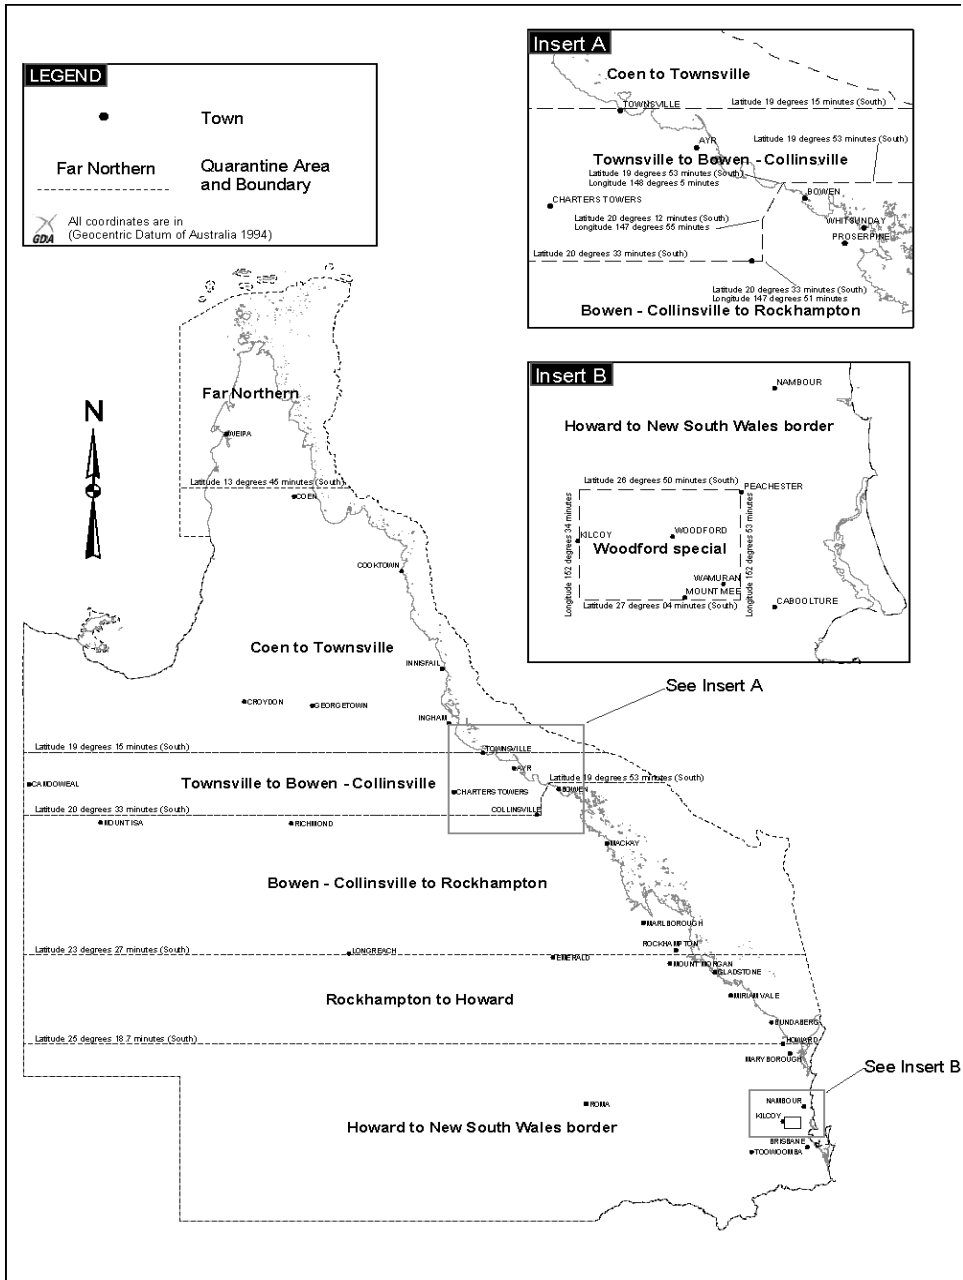 LEGEND
Town
Far Northern
Quarantine Area
and Boundary
GDA
All coordinates are in
(Geocentric Datum of Australia 1994)
Insert A
Coen to Townsville
Latitude 19 degrees 15 minutes (South)
TOWNSVILLE
AYR
Latitude 19 degrees 53 minutes (South)
Townsville to Bowen - Collinsville
Latitude 19 degrees 53 minutes (South)
Longitude 148 degrees 5 minutes
BOWEN
CHARTERS TOWERS
Latitude 20 degrees 12 minutes (South)
Longitude 147 degrees 55 minutes
WHITSUNDAY
PROSERPINE
Latitude 20 degrees 33 minutes (South)
Latitude 20 degrees 33 minutes (South)
Longitude 147 degrees 51 minutes
Bowen - Collinsville to Rockhampton
Insert B
NAMBOUR
Howard to New South Wales border
Latitude 26 degrees 50 minutes (South)
PEACHESTER
Longitude 152 degrees 34 minutes
Longitude 152 degrees 53 minutes
KILCOY
WOODFORD
Woodford special
WAMURAN
MOUNT MEE
Latitude 27 degrees 04 minutes (South)
CABOOLTURE
N
Far Northern
WEIPA
Latitude 13 degrees 45 minutes (South)
COEN
COOKTOWN
Coen to Townsville
INNISFAIL
See Insert A
CROYDON
GEORGETOWN
INGHAM
Latitude 19 degrees 15 minutes (South)
TOWNSVILLE
AYR
Latitude 19 degrees 53 minutes (South)
Townsville to Bowen - Collinsville
CAMOOWEAL
CHARTERS TOWERS
BOWEN
Latitude 20 degrees 33 minutes (South)
COLLINSVILLE
MOUNT ISA
RICHMOND
MACKAY
Bowen - Collinsville to Rockhampton
MARLBOROUGH
ROCKHAMPTON
Latitude 23 degrees 27 minutes (South)
LONGREACH
EMERALD
MOUNT MORGAN
GLADSTONE
Rockhampton to Howard
MIRIAM VALE
BUNDABERG
Latitude 25 degrees 18.7 minutes (South)
HOWARD
MARYBOROUGH
See Insert B
ROMA
NAMBOUR
KILCOY
Howard to New South Wales border
BRISBANE
TOOWOOMBA